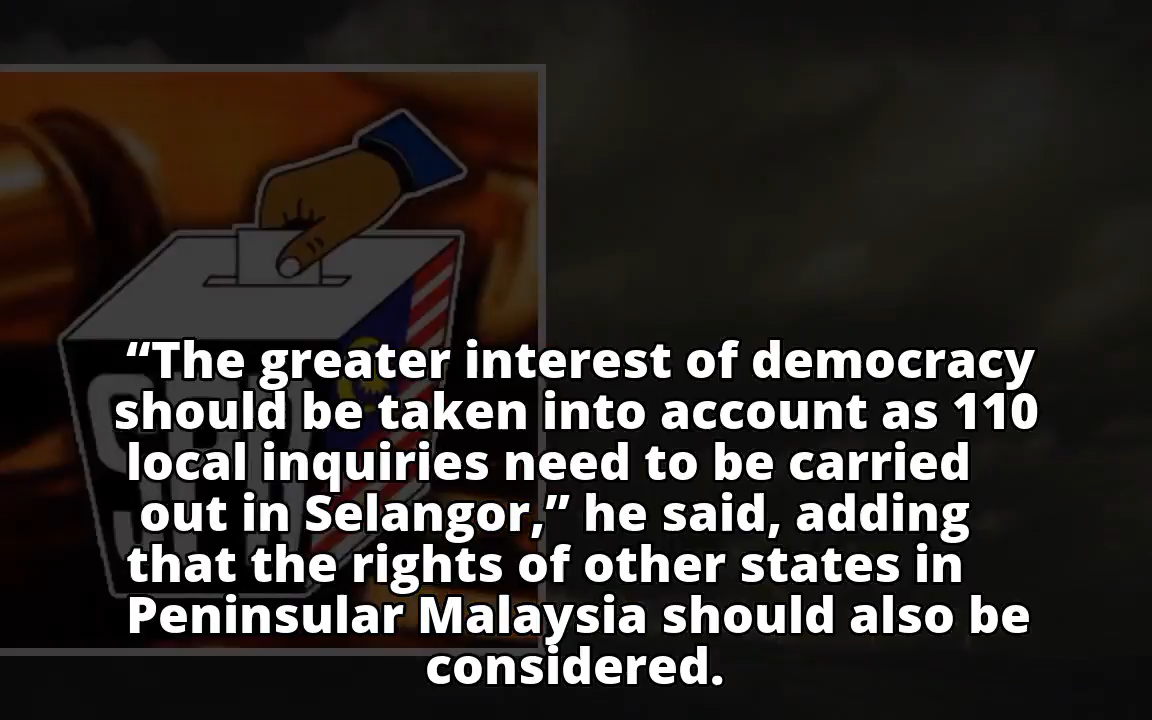 “The greater interest of democracy
should be taken into account as 110
local inquiries need to be carried
out in Selangor,” he said, adding
that the rights of other states in
Peninsular Malaysia should also be
considered.